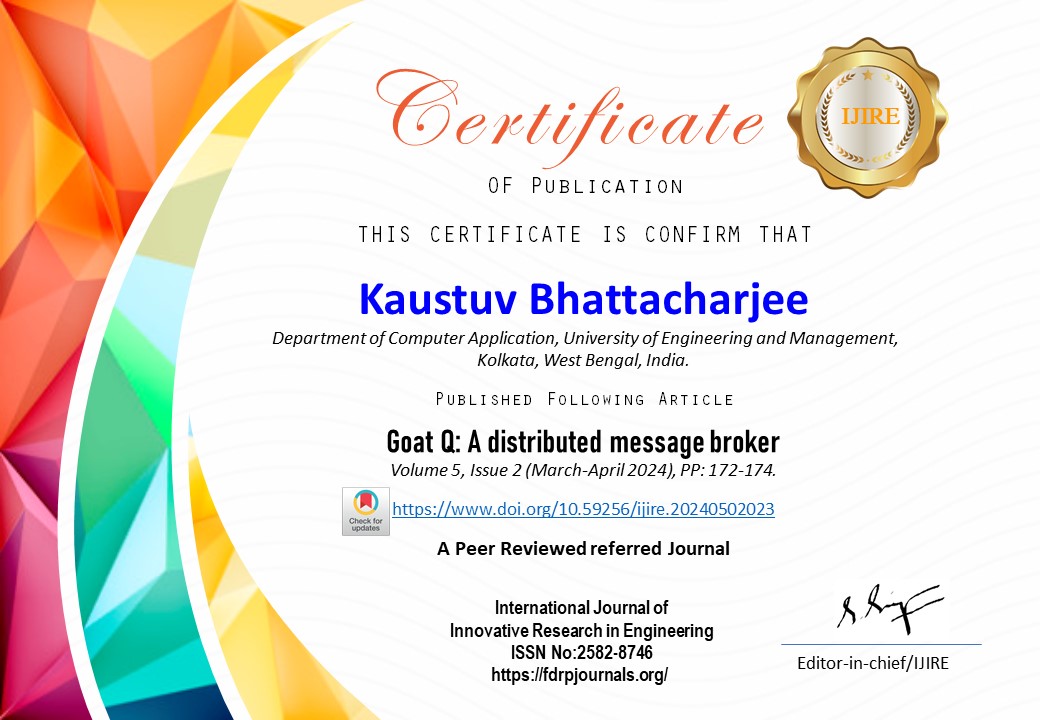 Certificate
IJIRE
OF PUBLICATION
THIS CERTIFICATE IS CONFIRM THAT
Kaustuv Bhattacharjee
Department of Computer Application, University of Engineering and Management,
Kolkata, West Bengal, India.
PUBLISHED FOLLOWING ARTICLE
Goat Q: A distributed message broker
Volume 5, Issue 2 (March-April 2024), PP: 172-174.
Check for
updates
https://www.doi.org/10.59256/ijire.20240502023
A Peer Reviewed referred Journal
International Journal of
Innovative Research in Engineering
ISSN No:2582-8746
https://fdrpjournals.org/
Editor-in-chief/IJIRE